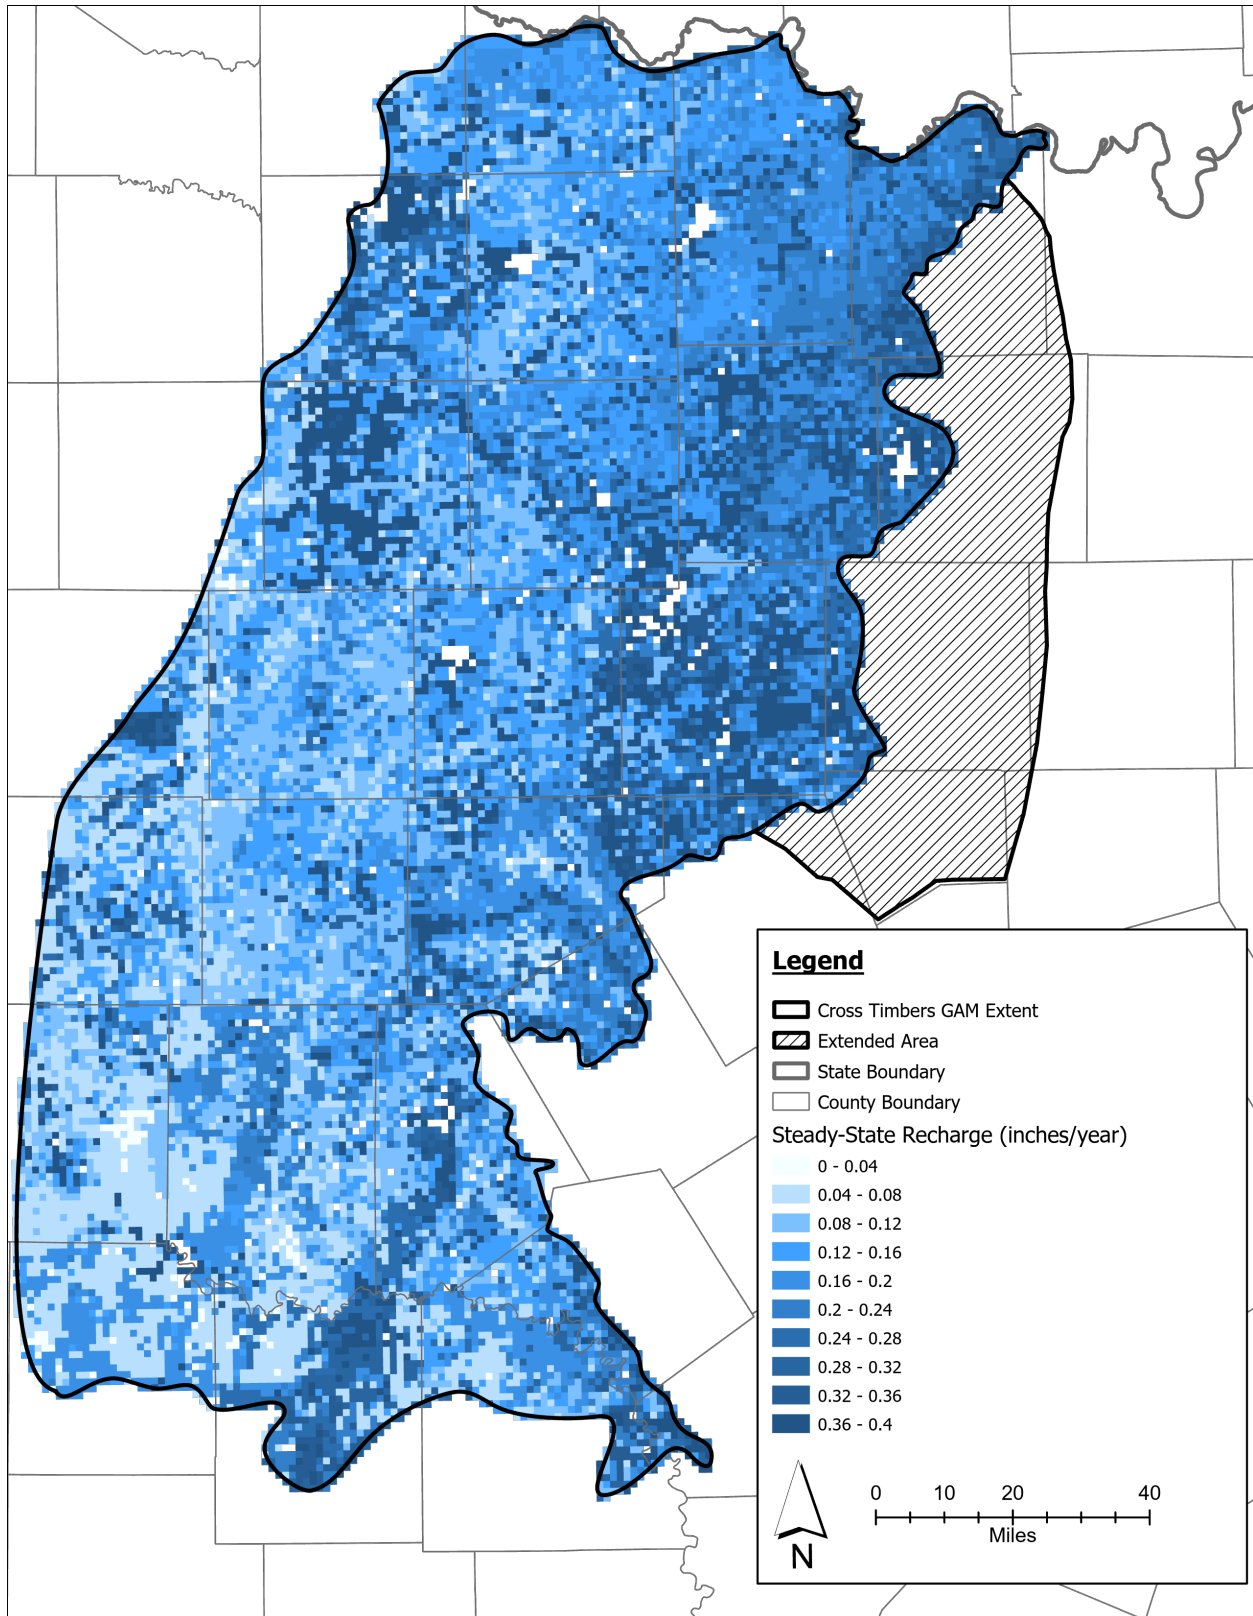 Legend
Cross Timbers GAM Extent
Extended Area
State Boundary
County Boundary
Steady-State Recharge (inches/year)
0 - 0.04
0.04 - 0.08
0.08 - 0.12
0.12 - 0.16
0.16 - 0.2
0.2 - 0.24
0.24 - 0.28
0.28 - 0.32
0.32 - 0.36
0.36 - 0.4
0 10 20 40
Miles
N